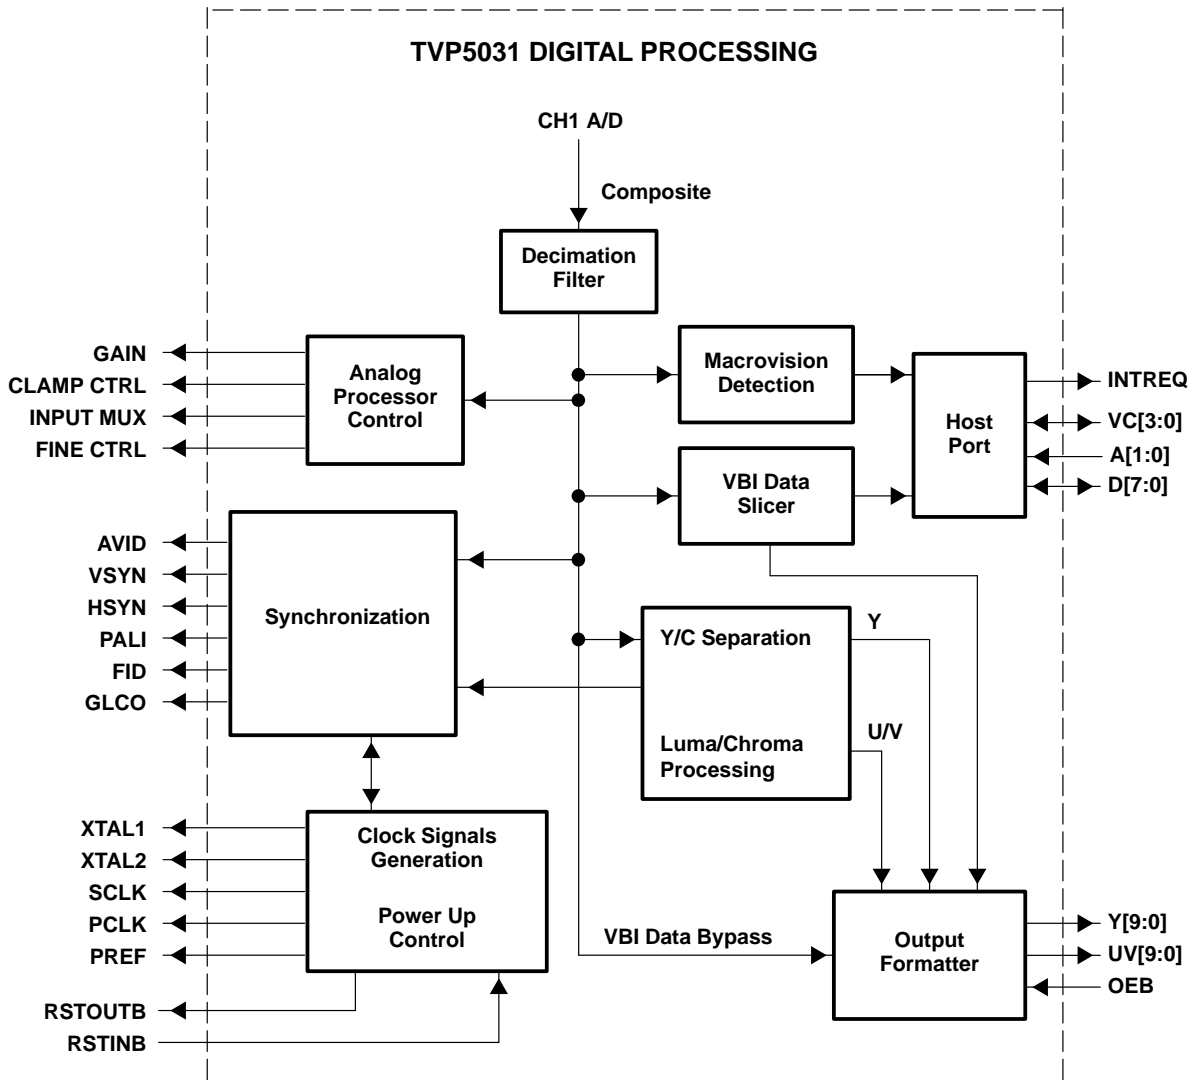 TVP5031 DIGITAL PROCESSING
CH1 A/D
Composite
Decimation
Filter
GAIN
CLAMP CTRL
INPUT MUX
FINE CTRL
Analog
Processor
Control
Macrovision
Detection
Host
Port
INTREQ
VC[3:0]
A[1:0]
D[7:0]
VBI Data
Slicer
AVID
VSYN
HSYN
PALI
FID
GLCO
Synchronization
Y/C Separation
Luma/Chroma
Processing
Y
U/V
XTAL1
XTAL2
SCLK
PCLK
PREF
RSTOUTB
RSTINB
Clock Signals
Generation
Power Up
Control
VBI Data Bypass
Output
Formatter
Y[9:0]
UV[9:0]
OEB